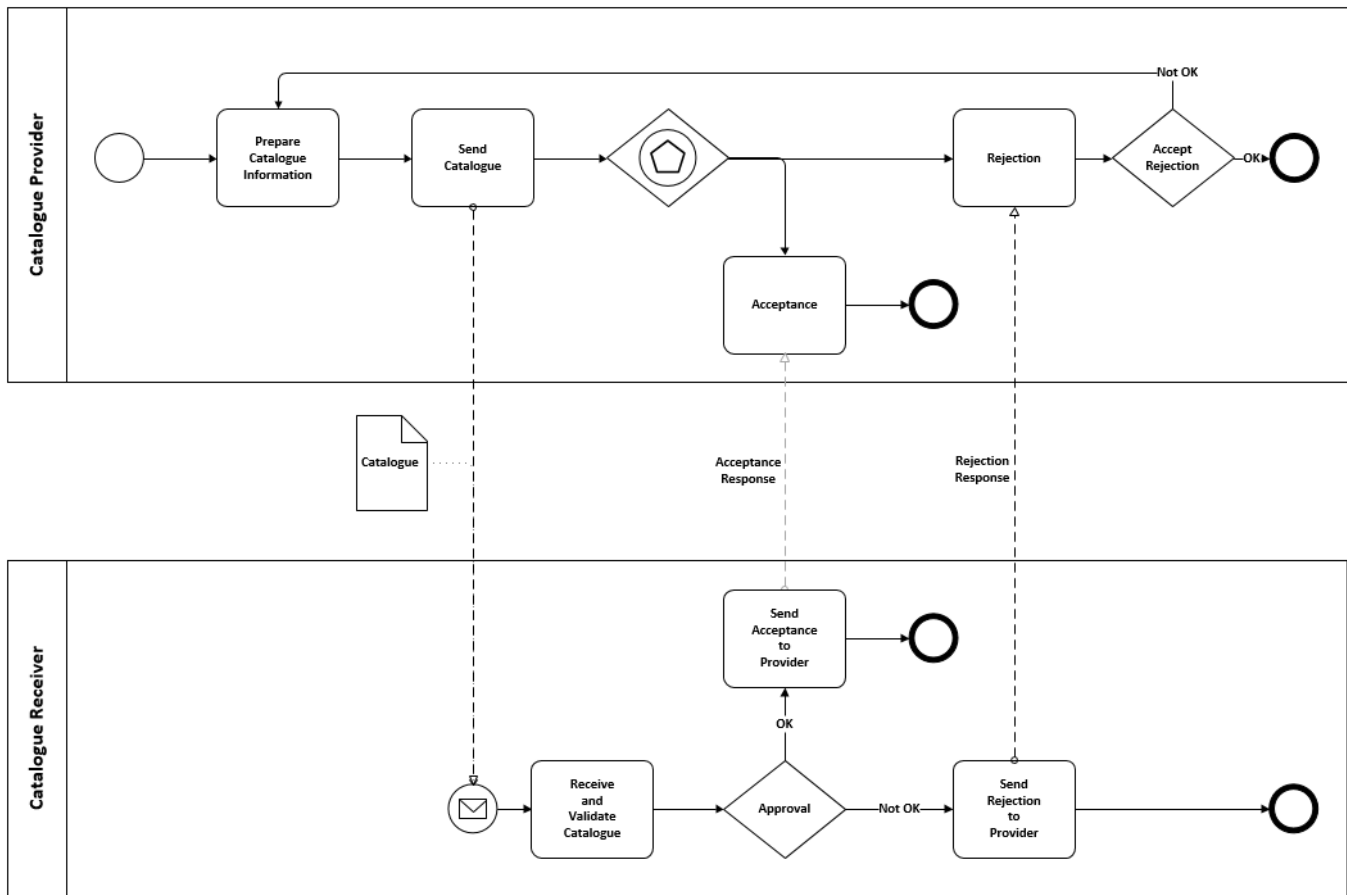 Catalogue Provider
Not OK
Prepare
Catalogue
Information
Send
Catalogue
Rejection
Accept
Rejection
OK
Acceptance
Catalogue
Acceptance
Response
Rejection
Response
Catalogue Receiver
Send
Acceptance
to
Provider
OK
Receive
and
Validate
Catalogue
Approval
Not OK
Send
Rejection
to
Provider